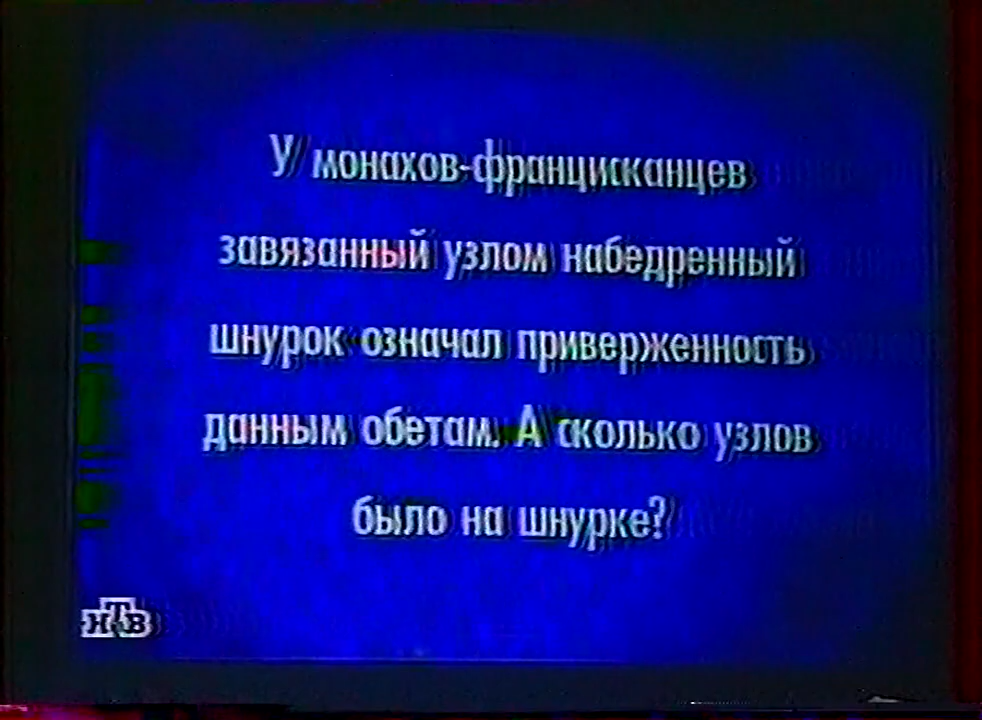 У монахов-францисканцев
завязанный узлом набедренный
шнурок означал приверженность
данным обетам. А сколько узлов
было на шнурке?
НТВ